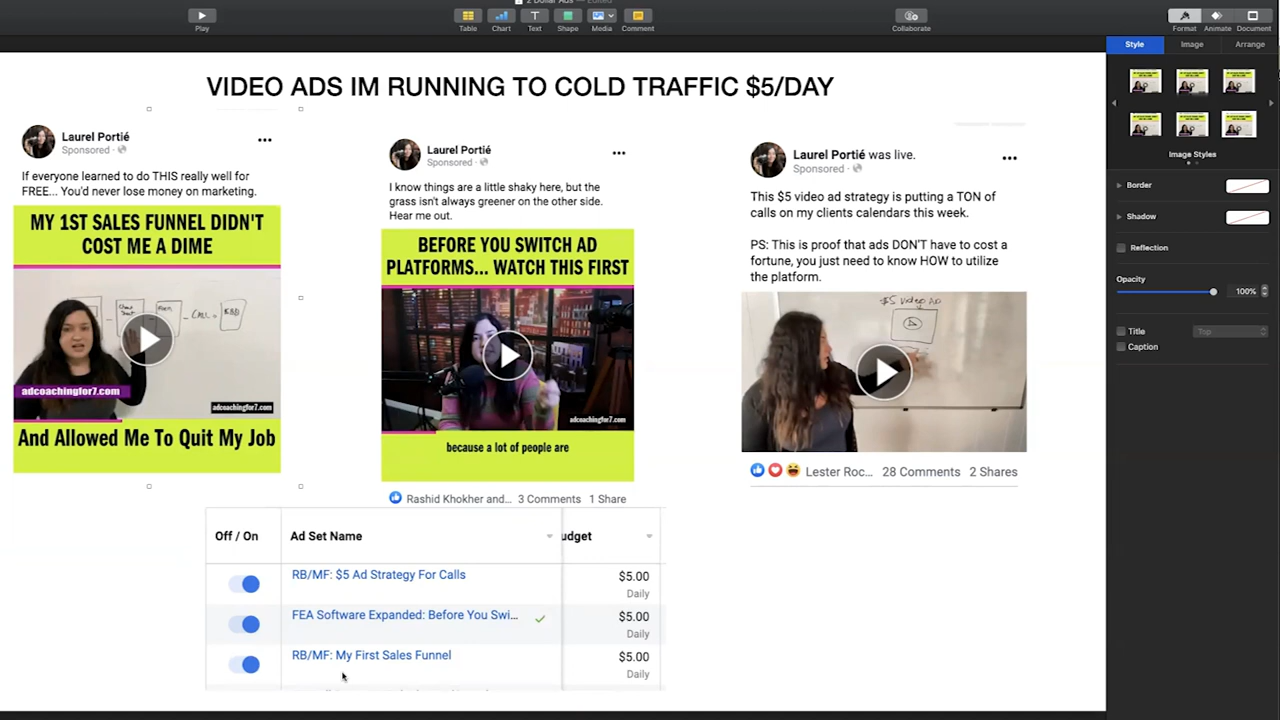 2 Dollar Ads — Edited
Play
Table
Chart
Text
Shape
Media
Comment
Collaborate
Format
Animate
Document
Style
Image
Arrange
VIDEO ADS IM RUNNING TO COLD TRAFFIC $5/DAY
Laurel Portié
Sponsored ·
If everyone learned to do THIS really well for
FREE... You'd never lose money on marketing.
MY 1ST SALES FUNNEL DIDN'T
COST ME A DIME
CALL
adcoachingfor7.com
adcoachingfor7.com
And Allowed Me To Quit My Job
Laurel Portié
Sponsored ·
I know things are a little shaky here, but the
grass isn't always greener on the other side.
Hear me out.
BEFORE YOU SWITCH AD
PLATFORMS... WATCH THIS FIRST
adcoachingfor7.com
because a lot of people are
Rashid Khokher and... 3 Comments 1 Share
Laurel Portié was live.
Sponsored ·
This $5 video ad strategy is putting a TON of
calls on my clients calendars this week.
PS: This is proof that ads DON'T have to cost a
fortune, you just need to know HOW to utilize
the platform.
$5 Video AD
Lester Roc... 28 Comments 2 Shares
Off / On Ad Set Name udget
RB/MF: $5 Ad Strategy For Calls $5.00
Daily
FEA Software Expanded: Before You Swi... $5.00
Daily
RB/MF: My First Sales Funnel $5.00
Daily
Image Styles
Border
Shadow
Reflection
Opacity
100%
Title Top
Caption